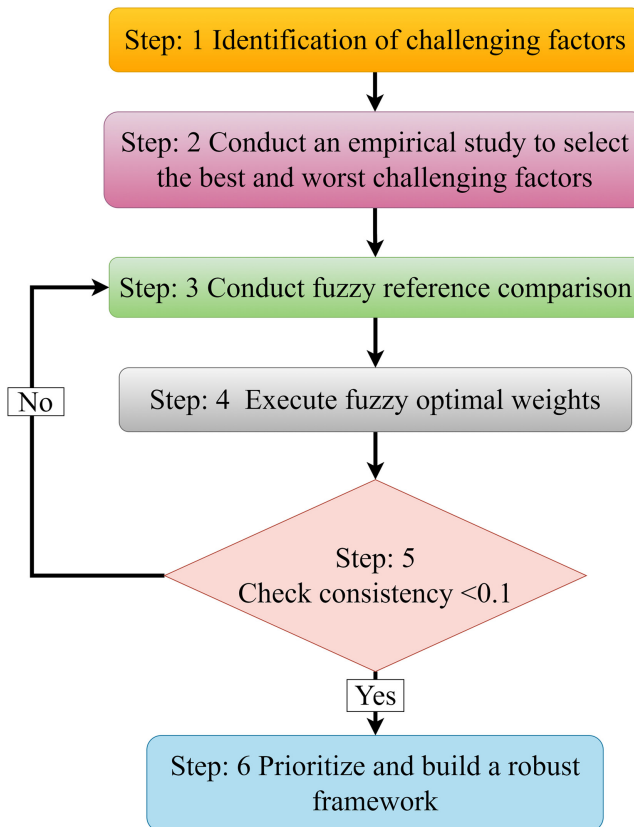 Step: 1 Identification of challenging factors
Step: 2 Conduct an empirical study to select
the best and worst challenging factors
Step: 3 Conduct fuzzy reference comparison
No
Step: 4 Execute fuzzy optimal weights
Step: 5
Check consistency <0.1
Yes
Step: 6 Prioritize and build a robust
framework